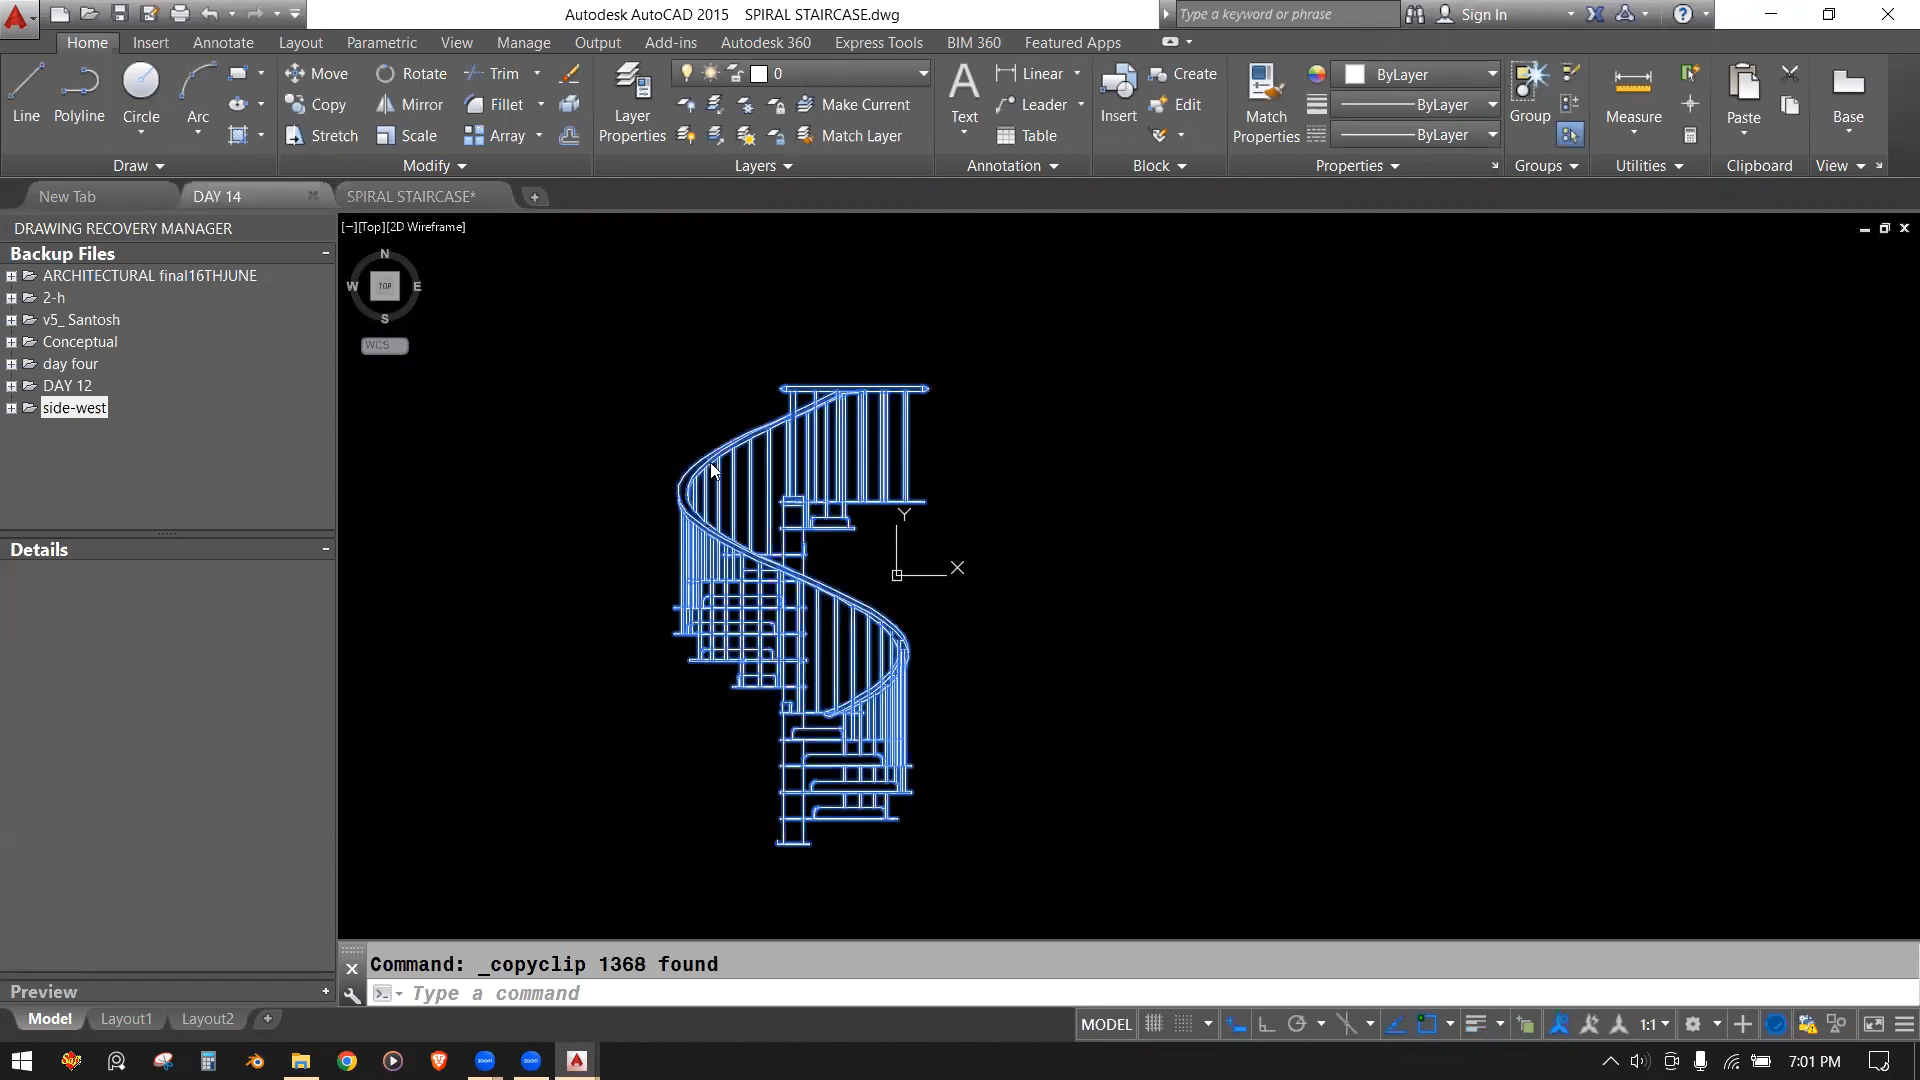 Autodesk AutoCAD 2015 SPIRAL STAIRCASE.dwg
Type a keyword or phrase
Sign In
Home Insert Annotate Layout Parametric View Manage Output Add-ins Autodesk 360 Express Tools BIM 360 Featured Apps
Line Polyline Circle Arc
Move Rotate Trim
Copy Mirror Fillet
Stretch Scale Array
Layer Properties
0
Make Current
Match Layer
Text
Linear
Leader
Table
Insert
Create
Edit
Match Properties
ByLayer
ByLayer
ByLayer
Group
Measure
Paste
Base
Draw Modify Layers Annotation Block Properties Groups Utilities Clipboard View
New Tab DAY 14 SPIRAL STAIRCASE*
DRAWING RECOVERY MANAGER
Backup Files
ARCHITECTURAL final16THJUNE
2-h
v5_ Santosh
Conceptual
day four
DAY 12
side-west
Details
Preview
[−][Top][2D Wireframe]
N
W TOP E
S
WCS
Y
X
Command: _copyclip 1368 found
Type a command
Model Layout1 Layout2
MODEL 1:1
zoom zoom
7:01 PM